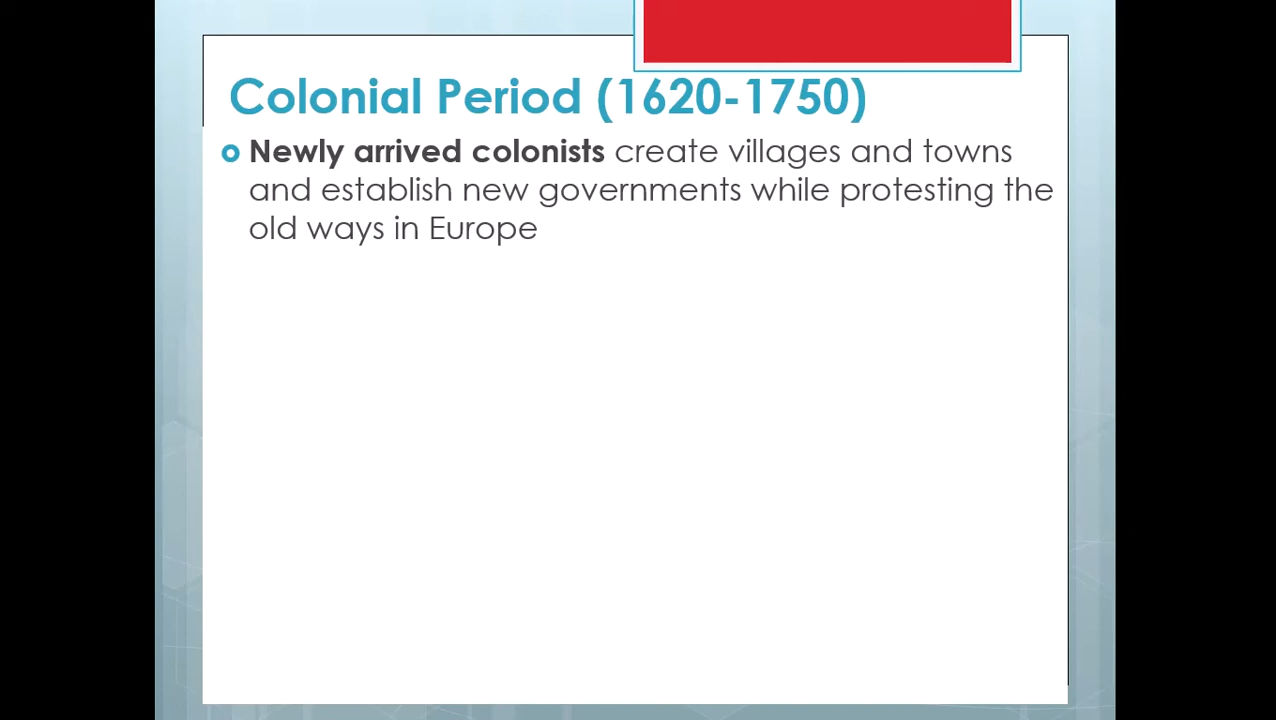 Colonial Period (1620-1750)
Newly arrived colonists create villages and towns
and establish new governments while protesting the
old ways in Europe